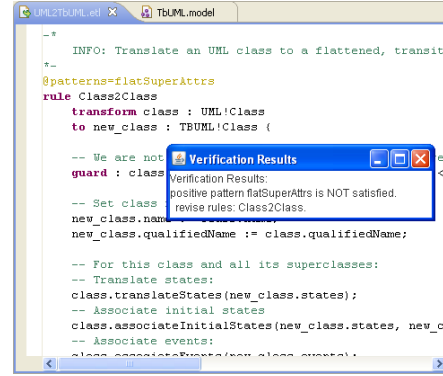 UML2TbUML.etl TbUML.model
-*
INFO: Translate an UML class to a flattened, transit
*-
@patterns=flatSuperAttrs
rule Class2Class
transform class : UML!Class
to new_class : TBUML!Class {
-- We are not
guard : class <
Verification Results
Verification Results:
positive pattern flatSuperAttrs is NOT satisfied.
revise rules: Class2Class.
-- Set class
new_class.qualifiedName := class.qualifiedName;
-- For this class and all its superclasses:
-- Translate states:
class.translateStates(new_class.states);
-- Associate initial states
class.associateInitialStates(new_class.states, new_c
-- Associate events: